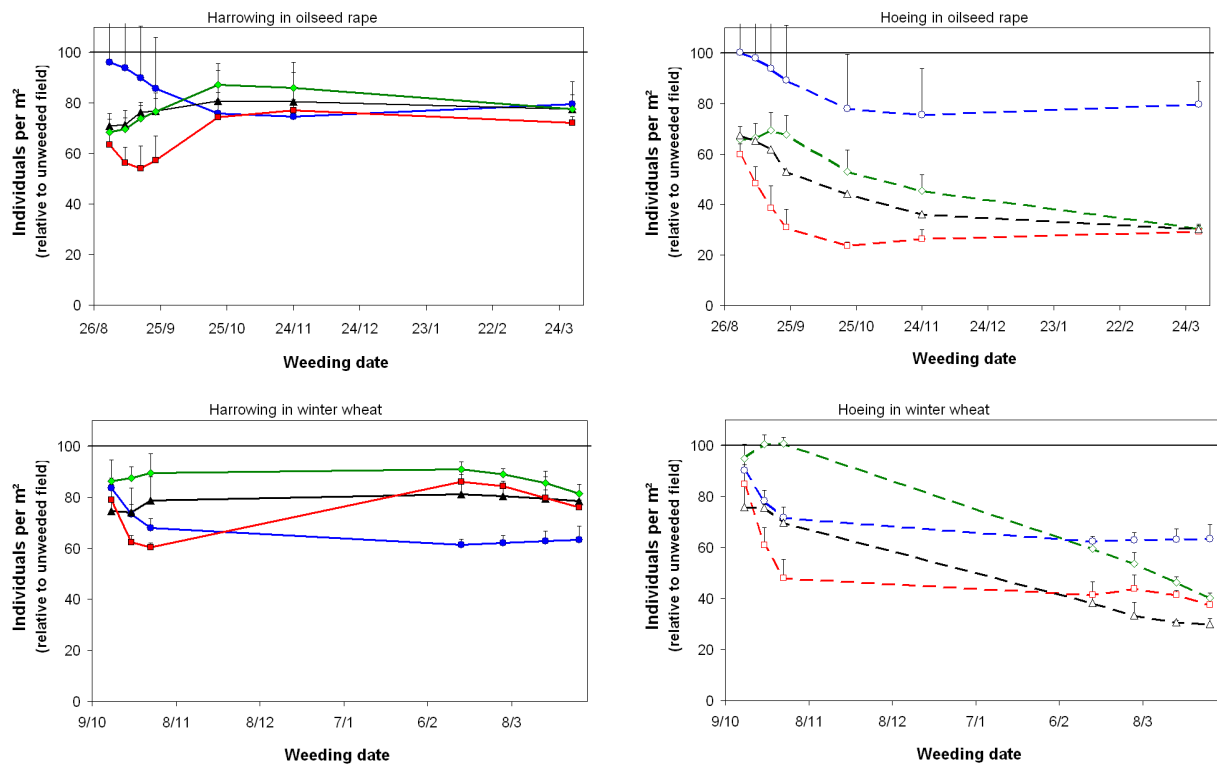 Harrowing in oilseed rape
Individuals per m²
(relative to unweeded field)
100
80
60
40
20
0
26/8 25/9 25/10 24/11 24/12 23/1 22/2 24/3
Weeding date
Hoeing in oilseed rape
Individuals per m²
(relative to unweeded field)
100
80
60
40
20
0
26/8 25/9 25/10 24/11 24/12 23/1 22/2 24/3
Weeding date
Harrowing in winter wheat
Individuals per m²
(relative to unweeded field)
100
80
60
40
20
0
9/10 8/11 8/12 7/1 6/2 8/3
Weeding date
Hoeing in winter wheat
Individuals per m²
(relative to unweeded field)
100
80
60
40
20
0
9/10 8/11 8/12 7/1 6/2 8/3
Weeding date